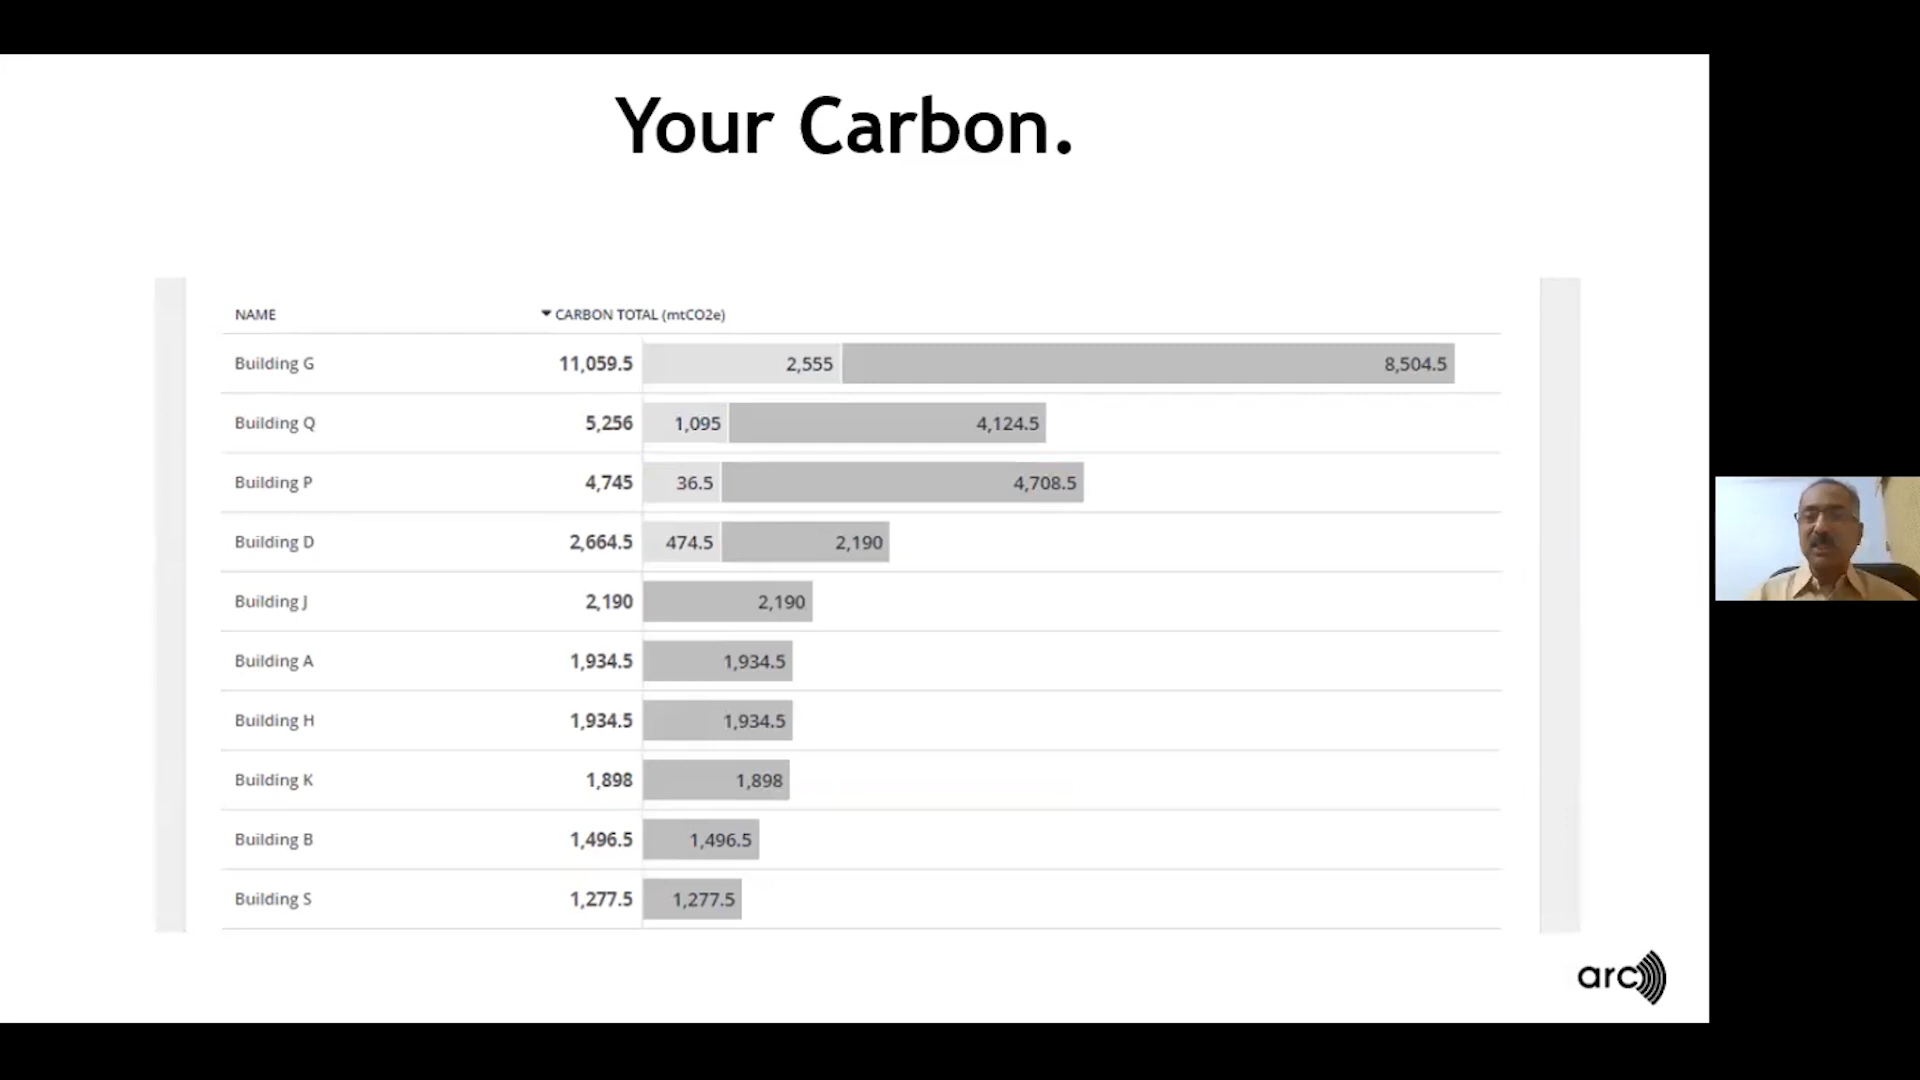 Your Carbon.
NAME CARBON TOTAL (mtCO2e)
Building G 11,059.5 2,555 8,504.5
Building Q 5,256 1,095 4,124.5
Building P 4,745 36.5 4,708.5
Building D 2,664.5 474.5 2,190
Building J 2,190 2,190
Building A 1,934.5 1,934.5
Building H 1,934.5 1,934.5
Building K 1,898 1,898
Building B 1,496.5 1,496.5
Building S 1,277.5 1,277.5
arc